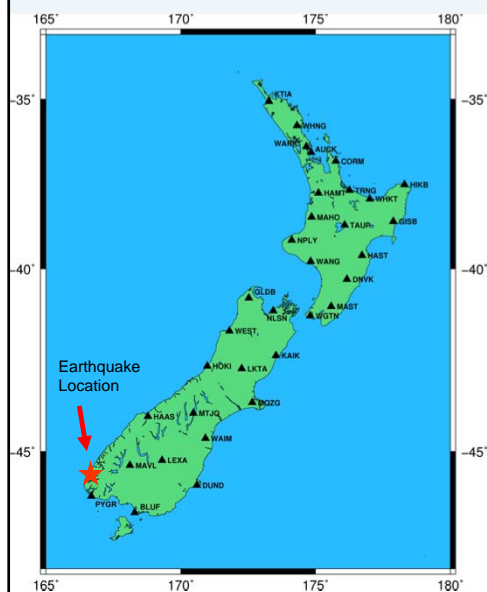 165° 170° 175° 180°
KTIA
-35° -35°
WHNG
WARK
AUCK
CORM
HAMT
TRNG
HIKB
WHKT
MAHO
TAUP
GISB
NPLY
HAST
WANG
-40° -40°
DNVK
GLDB
MAST
NLSN
WGTN
WEST
KAIK
HOKI
LKTA
Earthquake
Location
MQZG
HAAS
MTJO
WAIM
-45° -45°
MAVL
LEXA
DUND
PYGR
BLUF
165° 170° 175° 180°